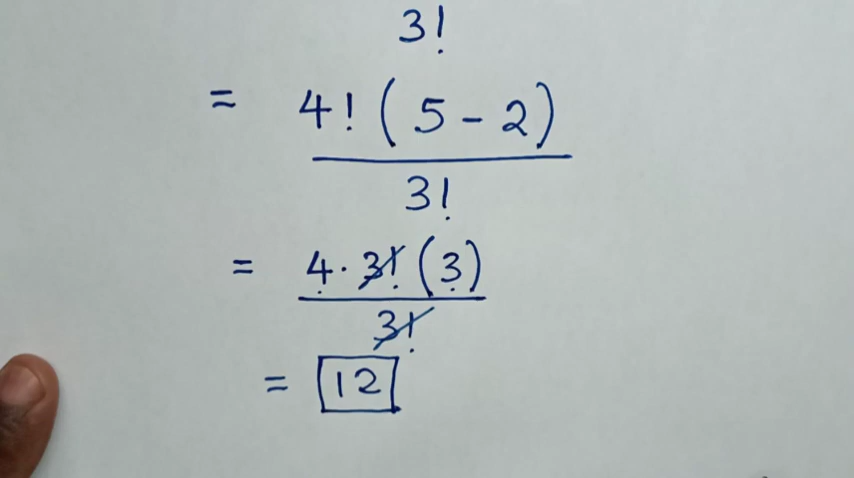 3!
= 4! (5 - 2)
3!
= 4 · 3! (3)
3!
= 12